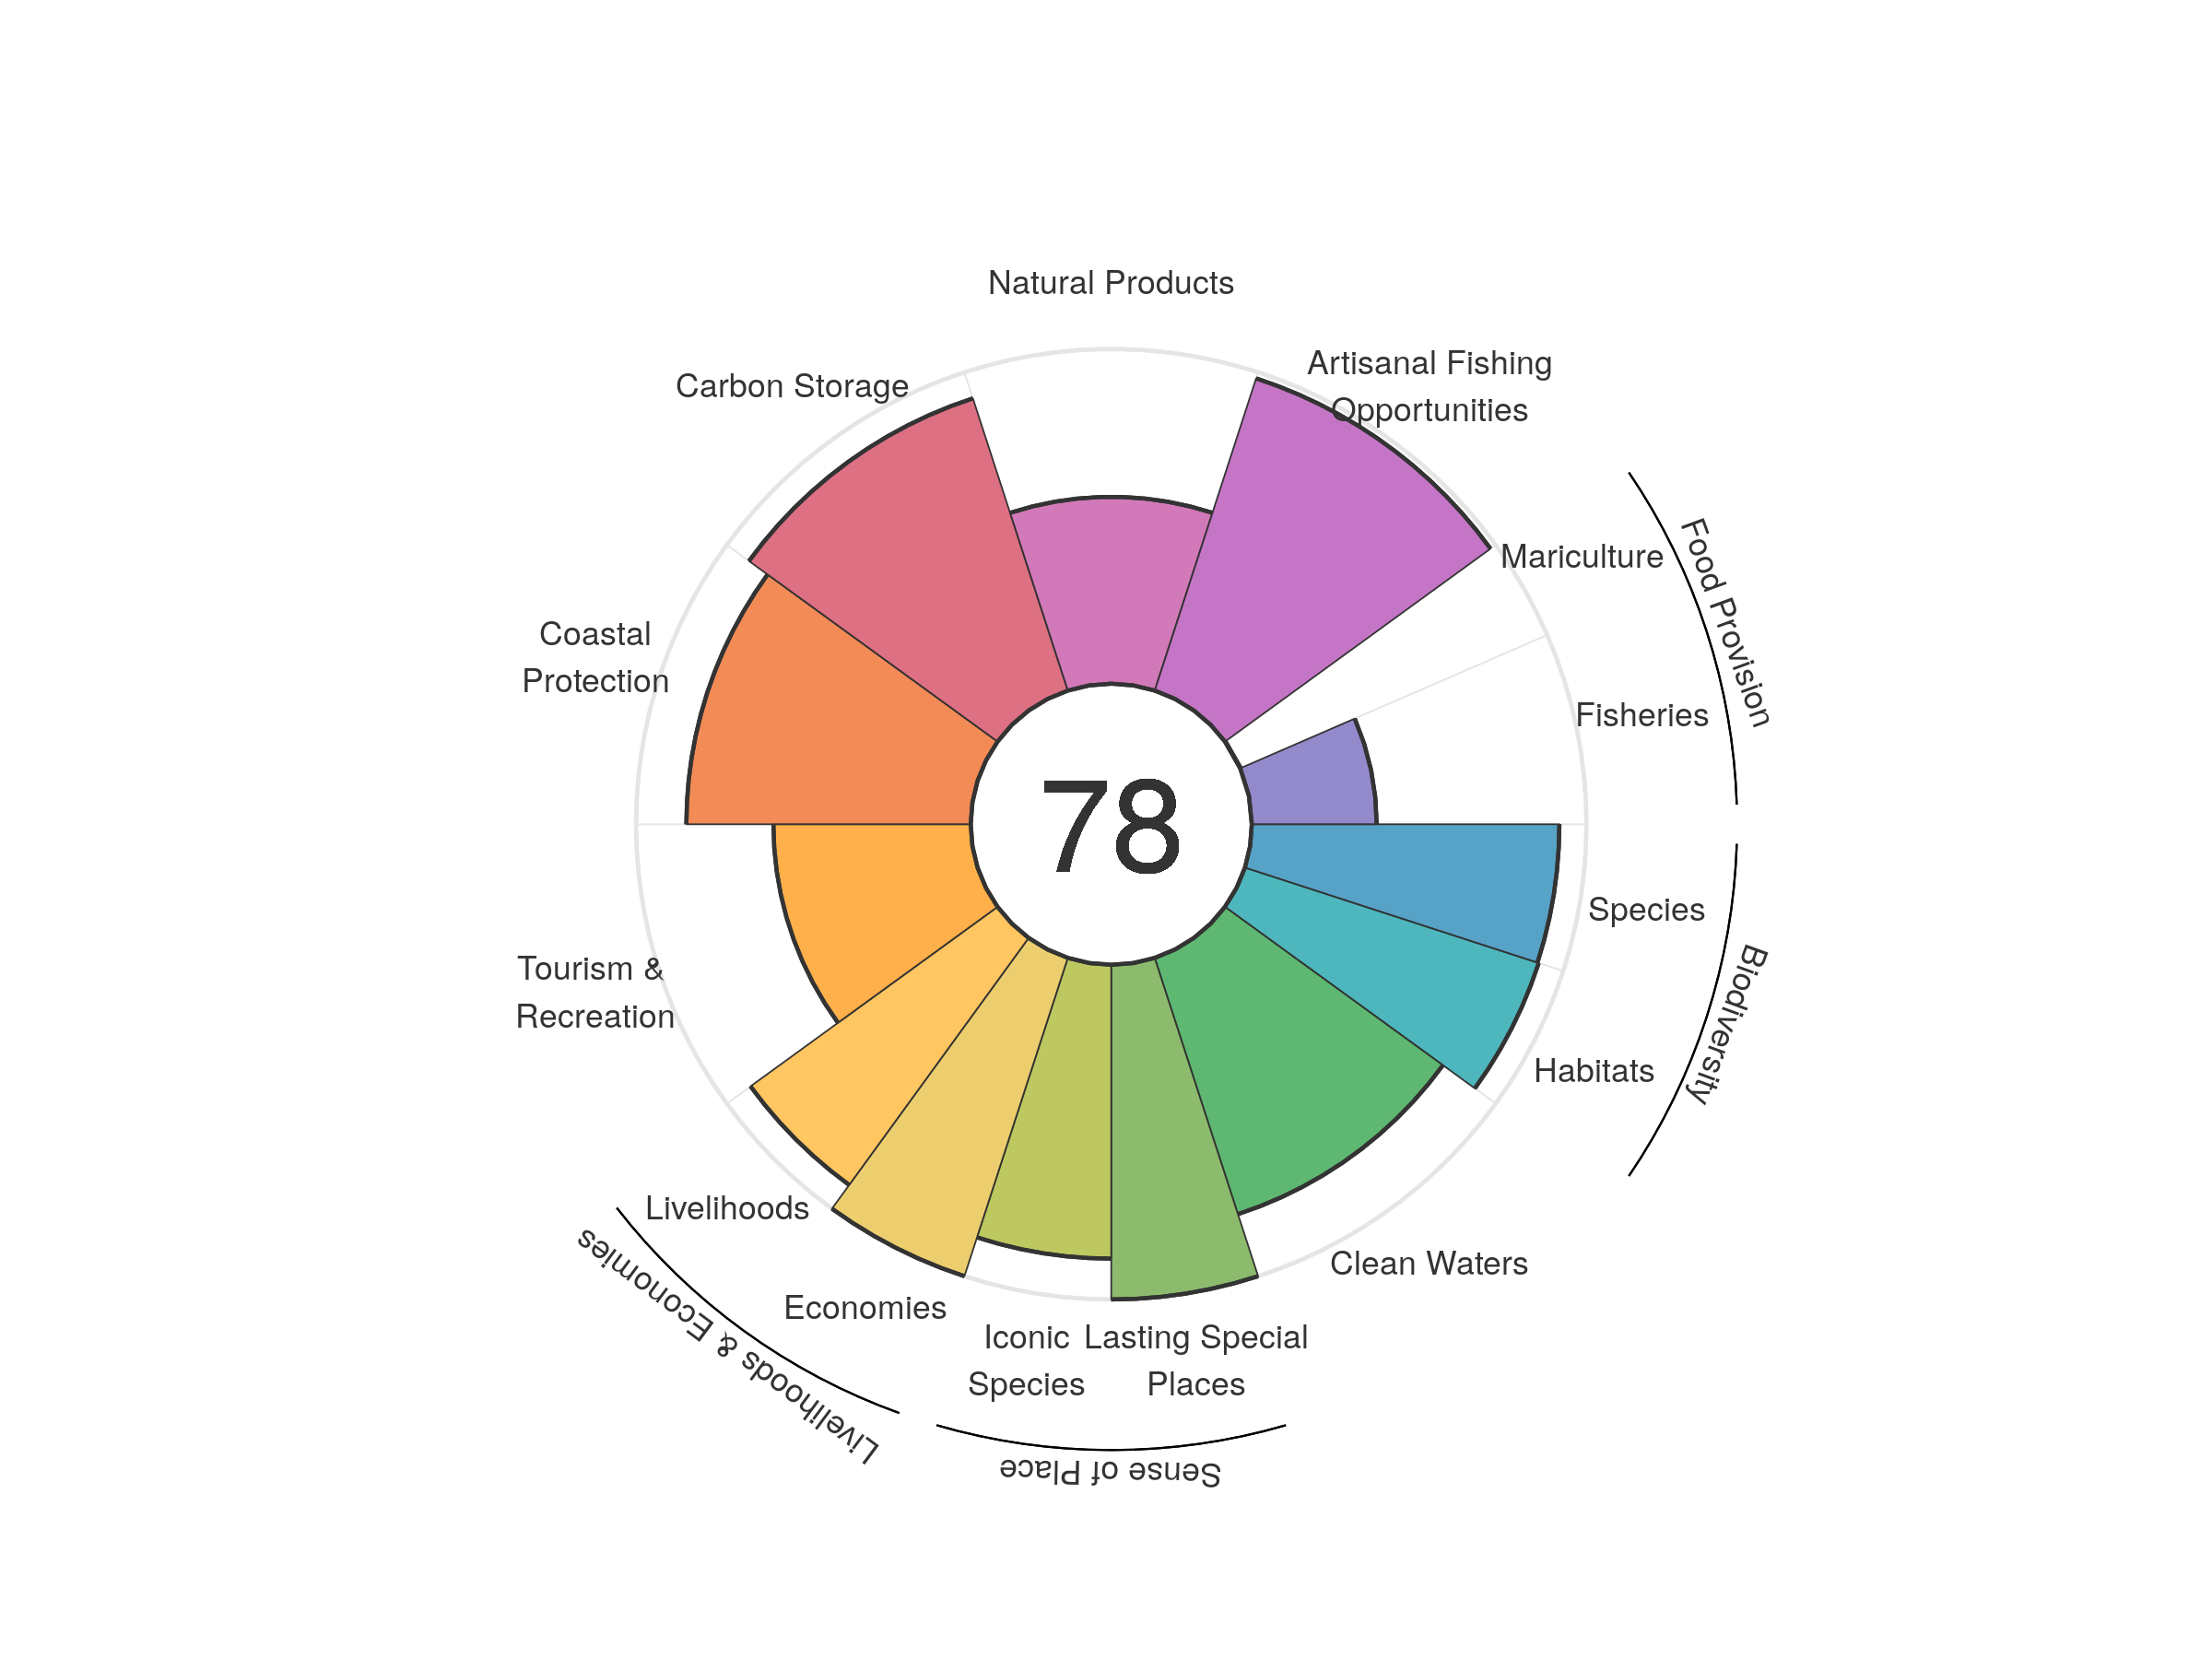 Natural Products
Artisanal Fishing
Opportunities
Carbon Storage
Mariculture
Food Provision
Coastal
Protection
Fisheries
78
Species
Biodiversity
Tourism &
Recreation
Habitats
Livelihoods
Clean Waters
Livelihoods & Economies
Economies
Iconic
Species
Lasting Special
Places
Sense of Place